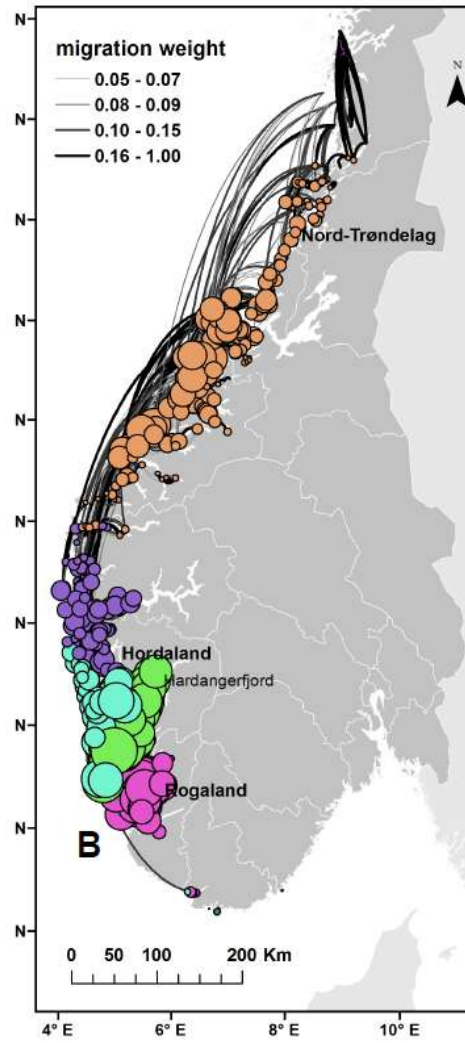 N
migration weight
0.05 - 0.07
0.08 - 0.09
0.10 - 0.15
0.16 - 1.00
N
N
N
Nord-Trøndelag
N
N
N
N
Hordaland
Hardangerfjord
N
Rogaland
N
B
N
0 50 100 200 Km
4° E 6° E 8° E 10° E